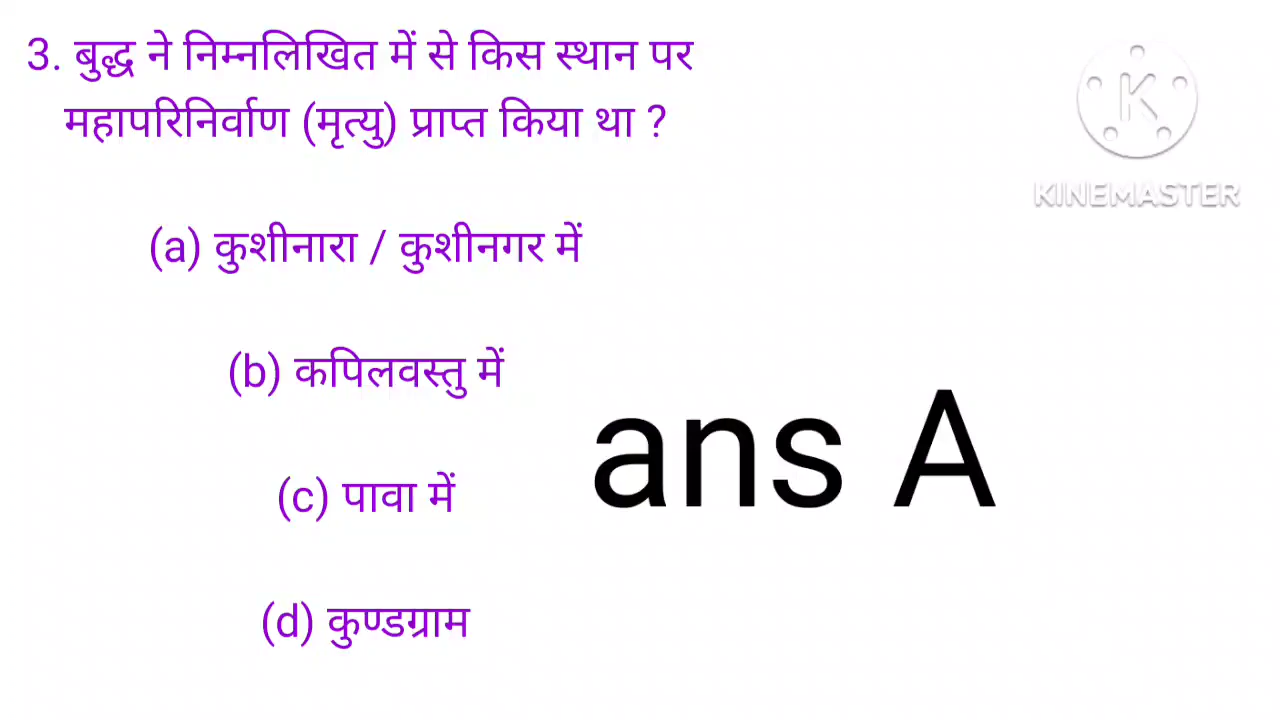 3. बुद्ध ने निम्नलिखित में से किस स्थान पर
महापरिनिर्वाण (मृत्यु) प्राप्त किया था ?
(a) कुशीनारा / कुशीनगर में
(b) कपिलवस्तु में
(c) पावा में
(d) कुण्डग्राम
ans A
K
KINEMASTER